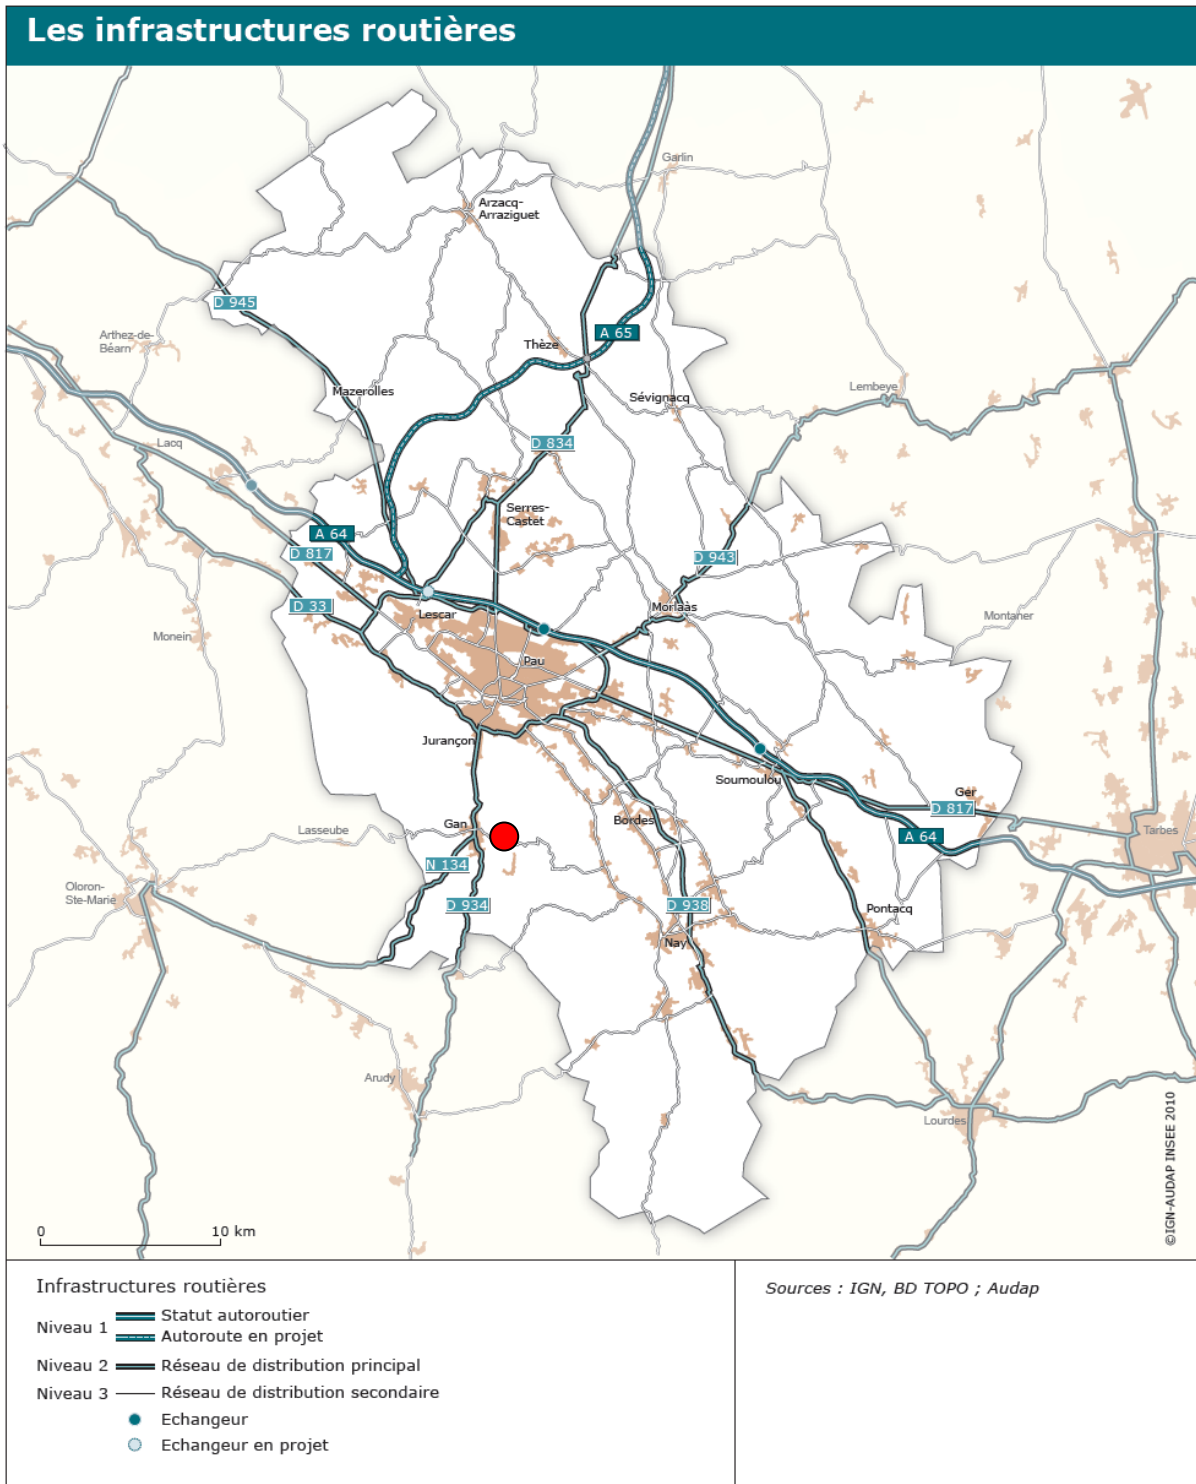 Les infrastructures routières
Garlin
Arzacq-
Arraziguet
D 945
A 65
Arthez-de-
Béarn
Thèze
Mazerolles
Sévignacq
Lembeye
Lacq
D 834
Serres-
Castet
A 64
D 817
D 943
D 33
Lescar
Morlaàs
Montaner
Monein
Pau
Jurançon
Soumoulou
Ger
D 817
Gan
Bordes
Lasseube
A 64
Tarbes
N 134
Oloron-
Ste-Marie
D 934
D 938
Pontacq
Nay
Arudy
Lourdes
©IGN-AUDAP INSEE 2010
0
10 km
Infrastructures routières
Niveau 1
Statut autoroutier
Autoroute en projet
Niveau 2
Réseau de distribution principal
Niveau 3
Réseau de distribution secondaire
Echangeur
Echangeur en projet
Sources : IGN, BD TOPO ; Audap